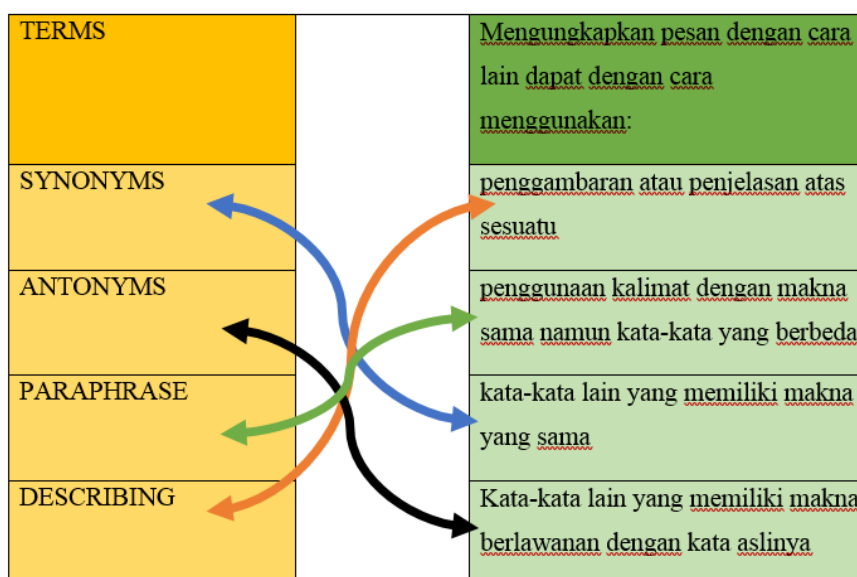 TERMS
Mengungkapkan pesan dengan cara
lain dapat dengan cara
menggunakan:
SYNONYMS
penggambaran atau penjelasan atas
sesuatu
ANTONYMS
penggunaan kalimat dengan makna
sama namun kata-kata yang berbeda
PARAPHRASE
kata-kata lain yang memiliki makna
yang sama
DESCRIBING
Kata-kata lain yang memiliki makna
berlawanan dengan kata aslinya